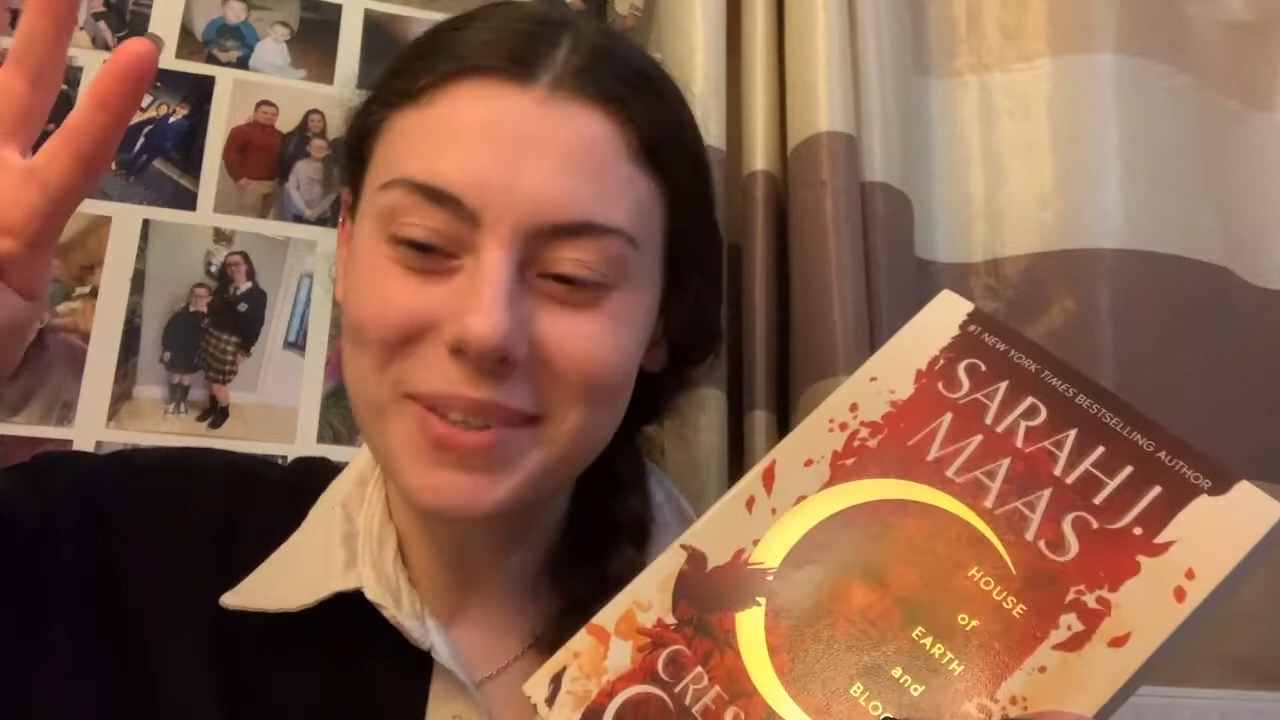 #1 NEW YORK TIMES BESTSELLING AUTHOR
SARAH J.
MAAS
HOUSE
of
EARTH
and